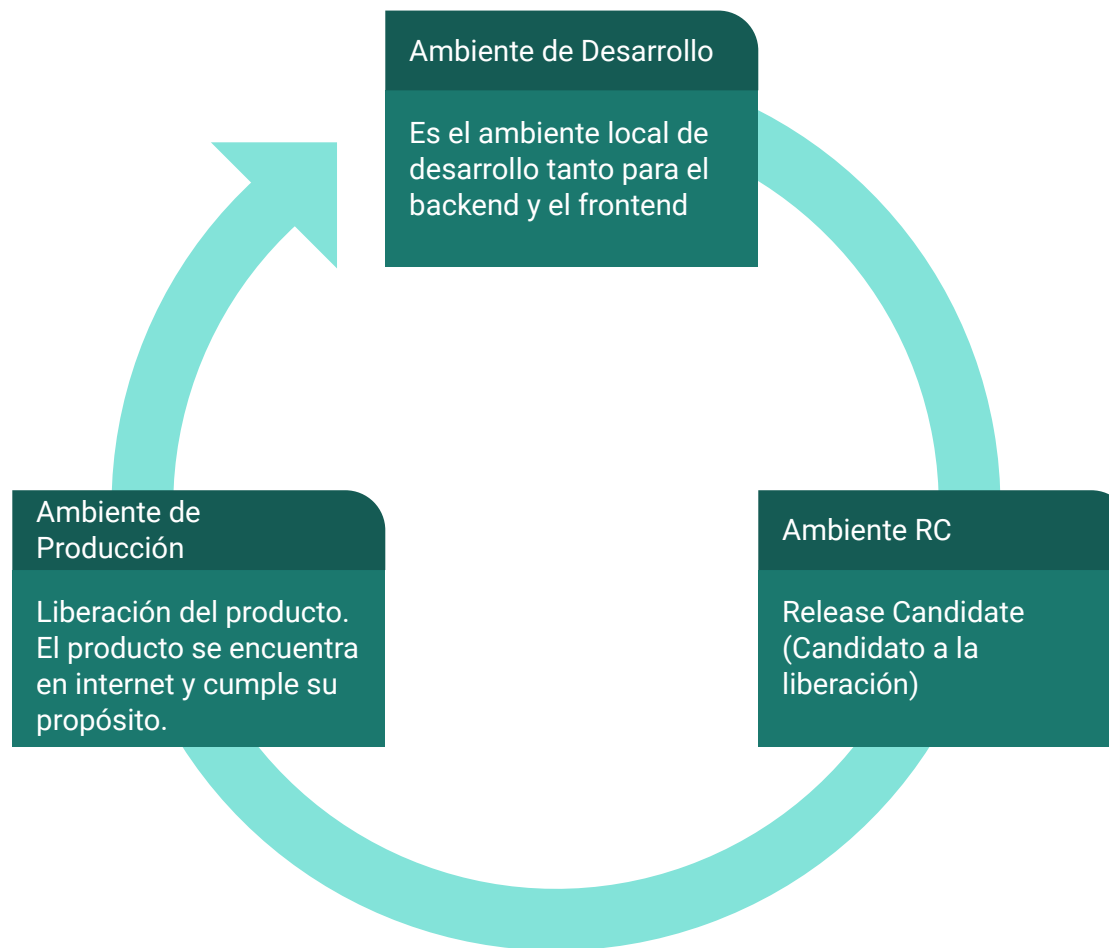 Ambiente de Desarrollo
Es el ambiente local de
desarrollo tanto para el
backend y el frontend
Ambiente RC
Release Candidate
(Candidato a la
liberación)
Ambiente de
Producción
Liberación del producto.
El producto se encuentra
en internet y cumple su
propósito.